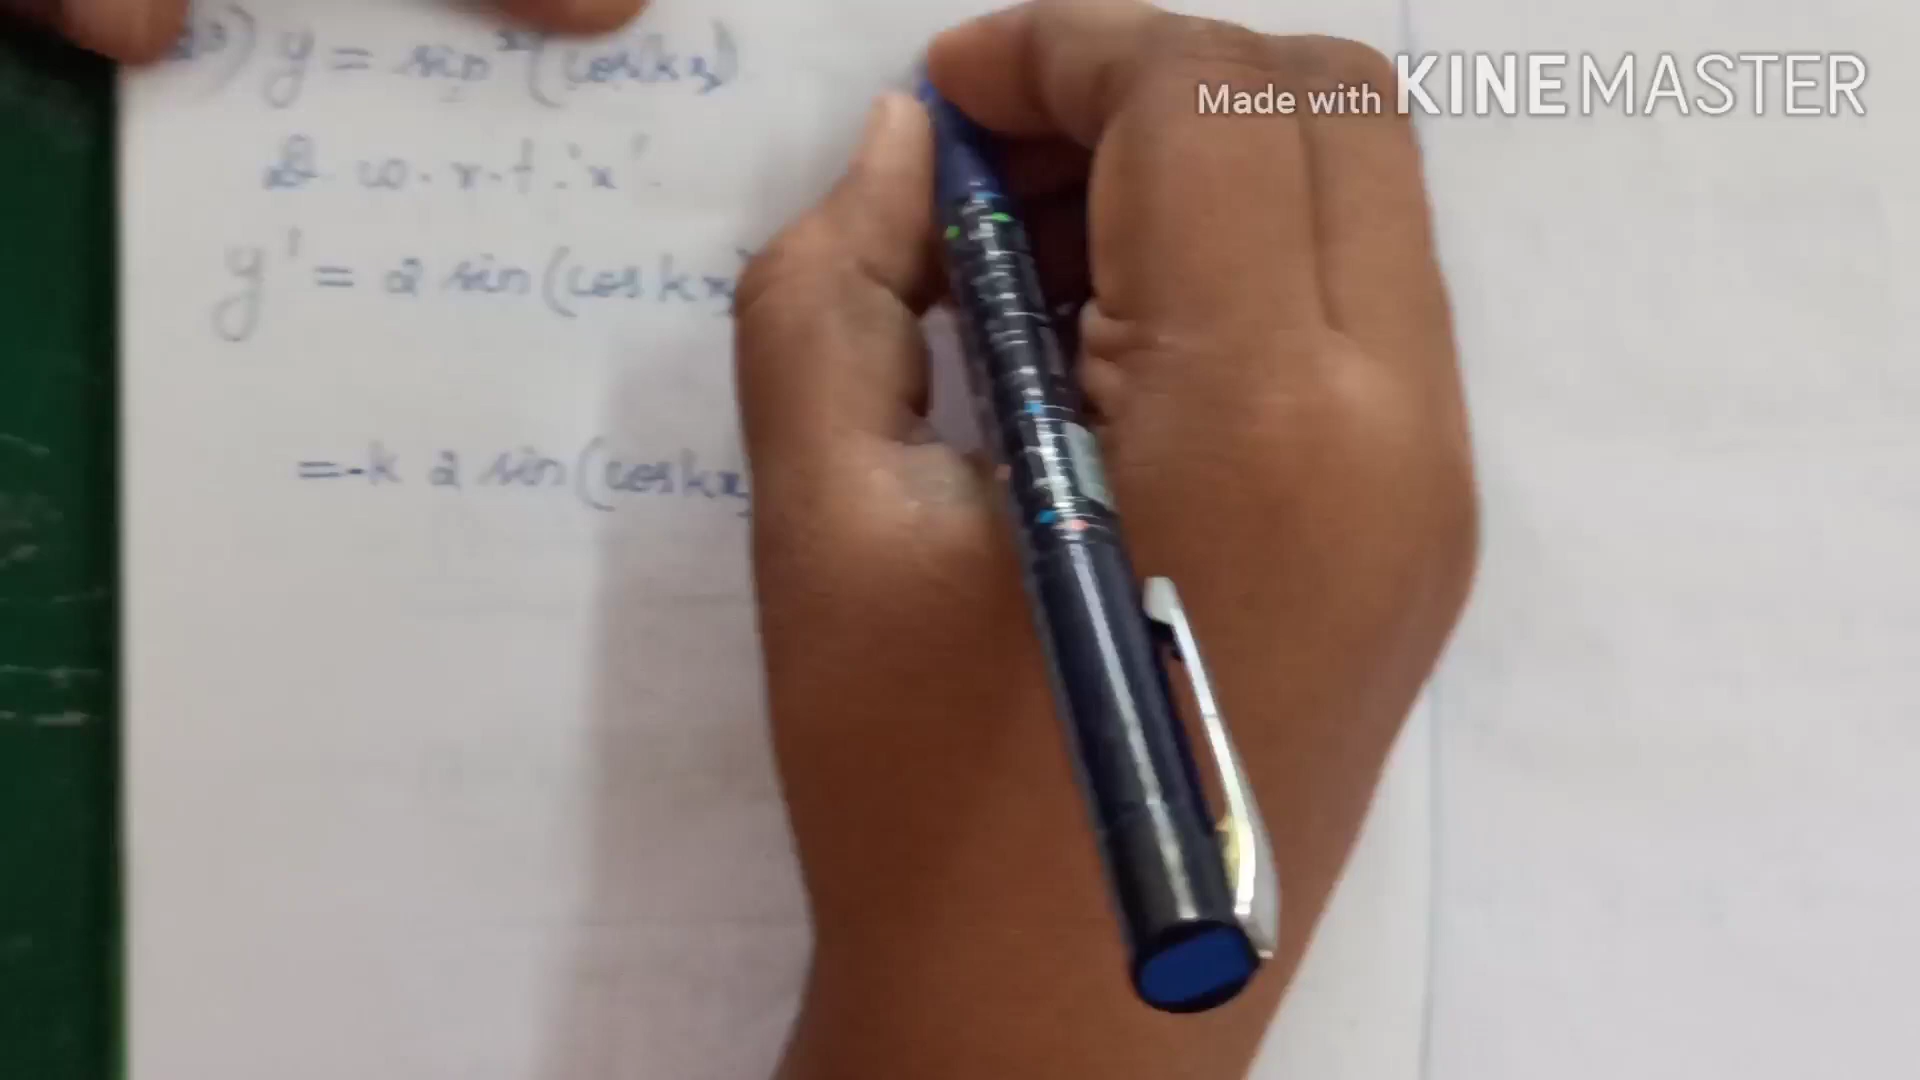 y = sin² (cos kx)
w.r.t. 'x'.
y' = 2 sin (cos kx)
= -k 2 sin (cos kx
Made with KINEMASTER